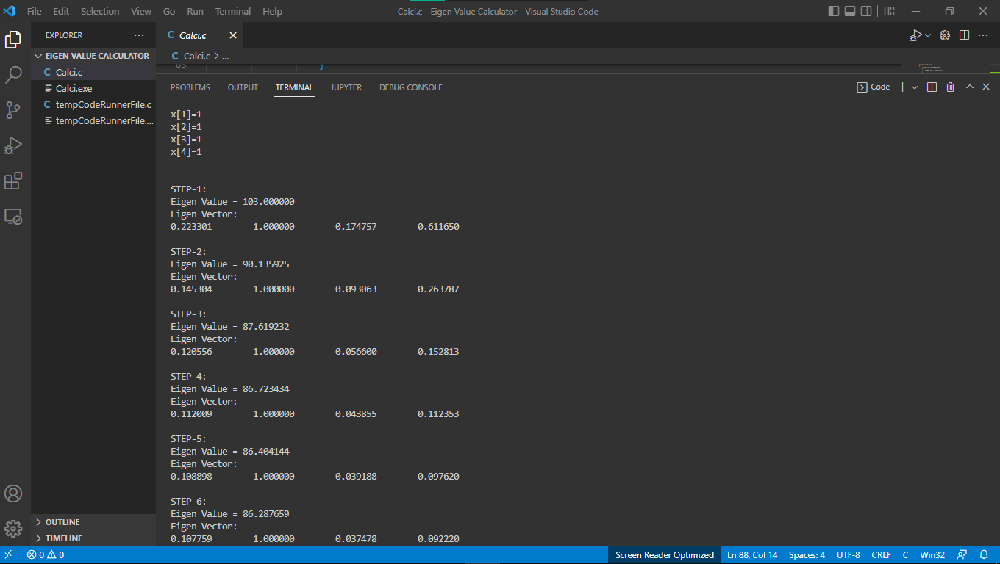 File Edit Selection View Go Run Terminal Help
Calci.c - Eigen Value Calculator - Visual Studio Code
EXPLORER
EIGEN VALUE CALCULATOR
C Calci.c
Calci.exe
C tempCodeRunnerFile.c
tempCodeRunnerFile....
OUTLINE
TIMELINE
C Calci.c
C Calci.c > ...
}
PROBLEMS OUTPUT TERMINAL JUPYTER DEBUG CONSOLE
Code
x[1]=1
x[2]=1
x[3]=1
x[4]=1
STEP-1:
Eigen Value = 103.000000
Eigen Vector:
0.223301 1.000000 0.174757 0.611650
STEP-2:
Eigen Value = 90.135925
Eigen Vector:
0.145304 1.000000 0.093063 0.263787
STEP-3:
Eigen Value = 87.619232
Eigen Vector:
0.120556 1.000000 0.056600 0.152813
STEP-4:
Eigen Value = 86.723434
Eigen Vector:
0.112009 1.000000 0.043855 0.112353
STEP-5:
Eigen Value = 86.404144
Eigen Vector:
0.108898 1.000000 0.039188 0.097620
STEP-6:
Eigen Value = 86.287659
Eigen Vector:
0.107759 1.000000 0.037478 0.092220
0 0
Screen Reader Optimized Ln 88, Col 14 Spaces: 4 UTF-8 CRLF C Win32